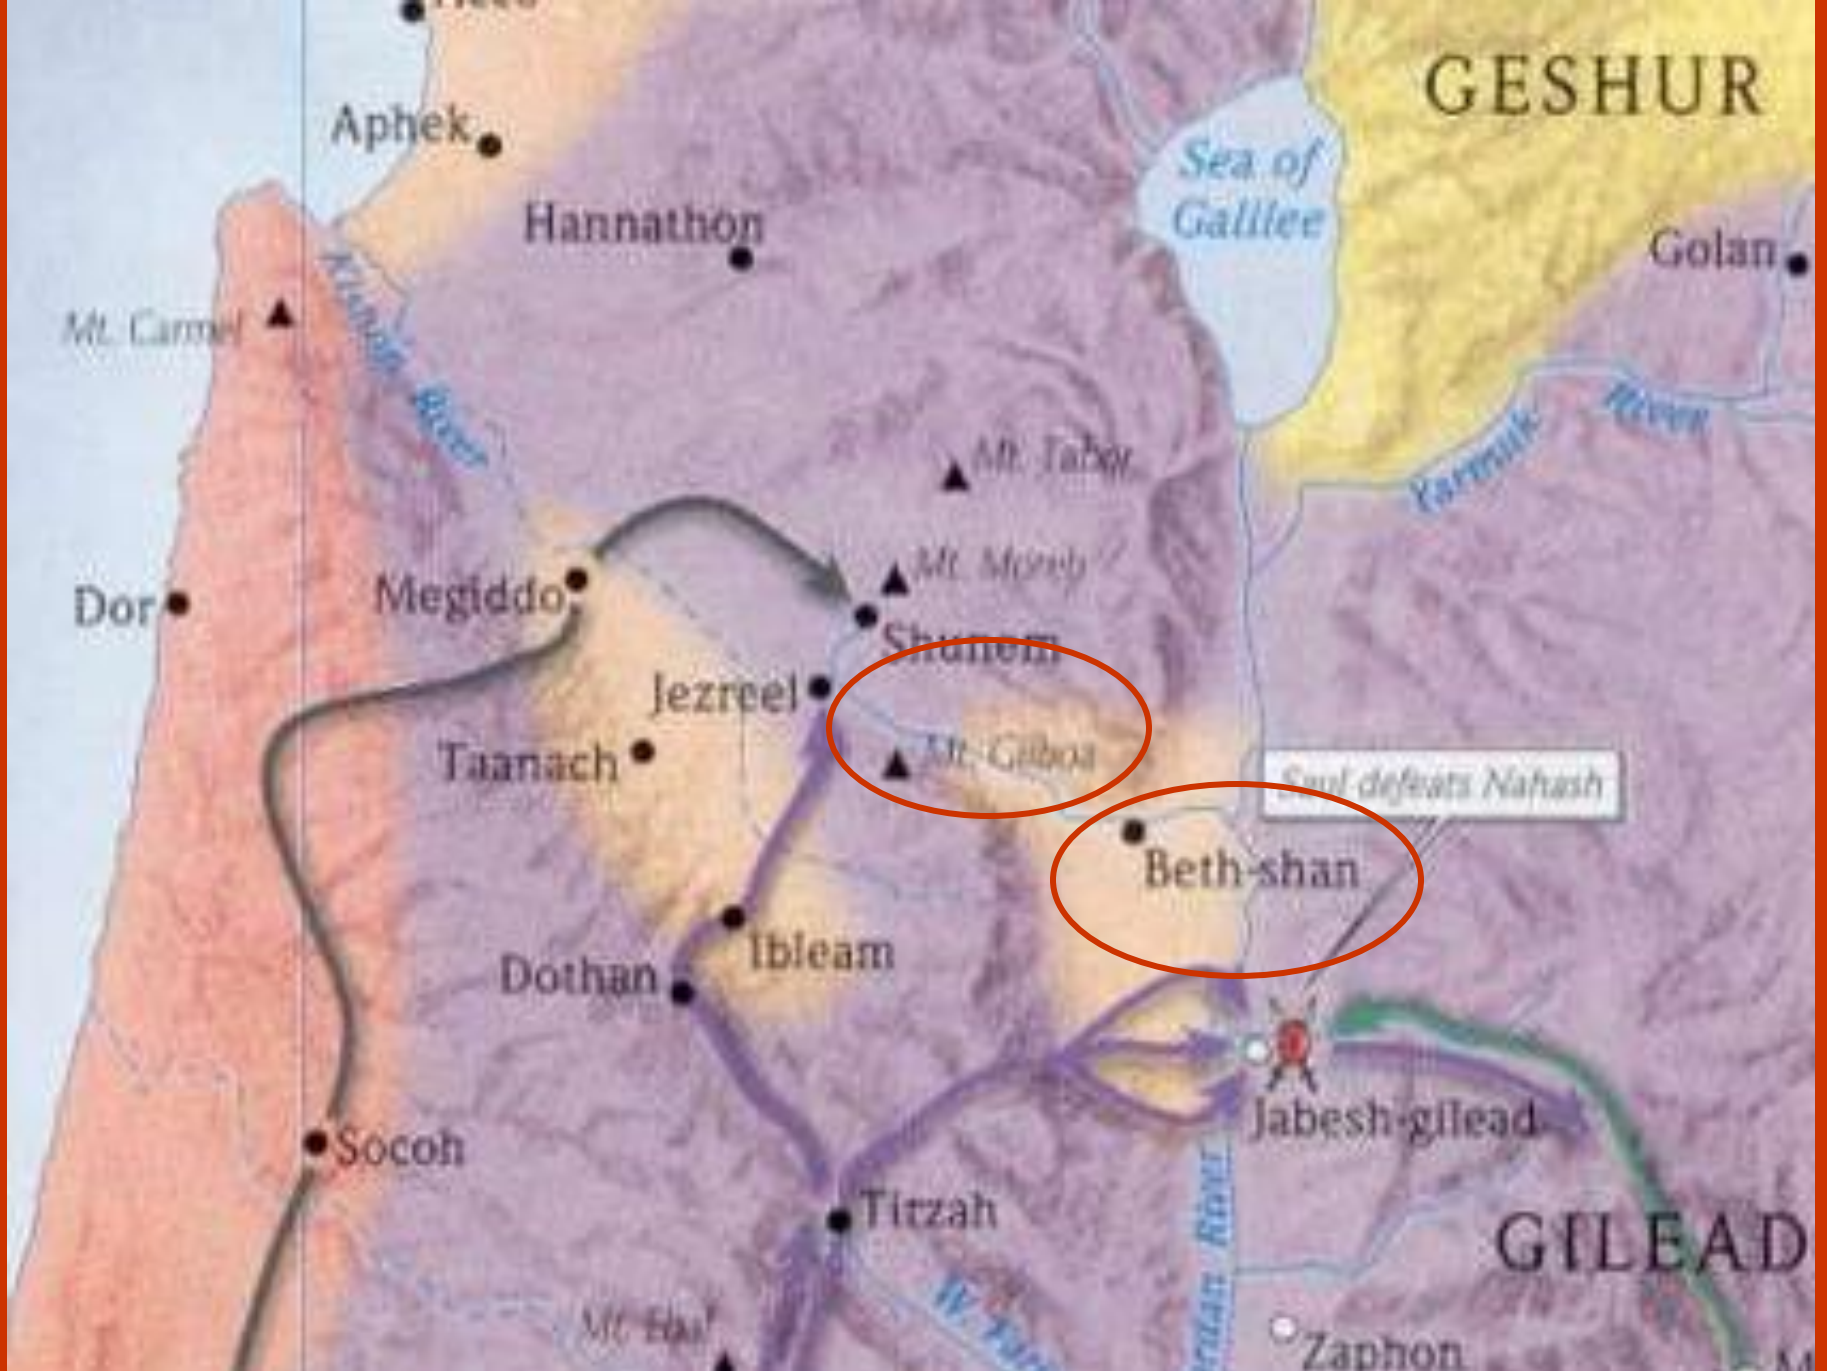 Aphek
GESHUR
Sea of
Galilee
Hannathon
Golan
Mt. Carmel
Kishon River
Yarmuk River
Mt. Tabor
Mt. Moreh
Dor
Megiddo
Shunem
Jezreel
Taanach
Mt. Gilboa
Saul defeats Nahash
Beth-shan
Ibleam
Dothan
Jabesh-gilead
Socoh
Tirzah
GILEAD
River
Mt. Ebal
Zaphon